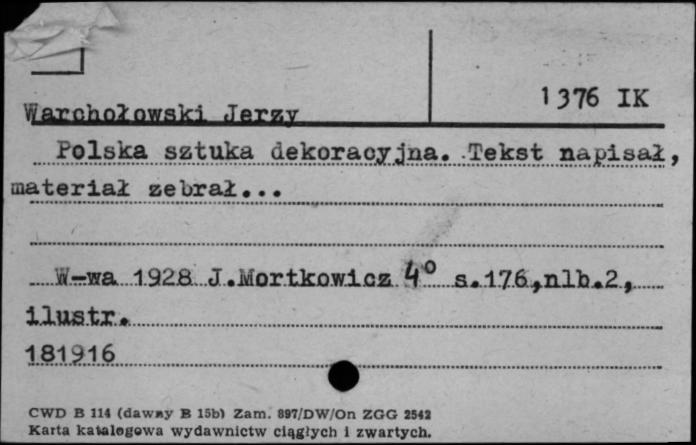 1376 IK
Warchołowski Jerzy
Polska sztuka dekoracyjna. Tekst napisał,
materiał zebrał...
W-wa 1928 J.Mortkowicz 4° s.176,nlb.2,
ilustr.
181916
CWD B 114 (dawny B 15b) Zam. 897/DW/On ZGG 2542
Karta katalogowa wydawnictw ciągłych i zwartych.